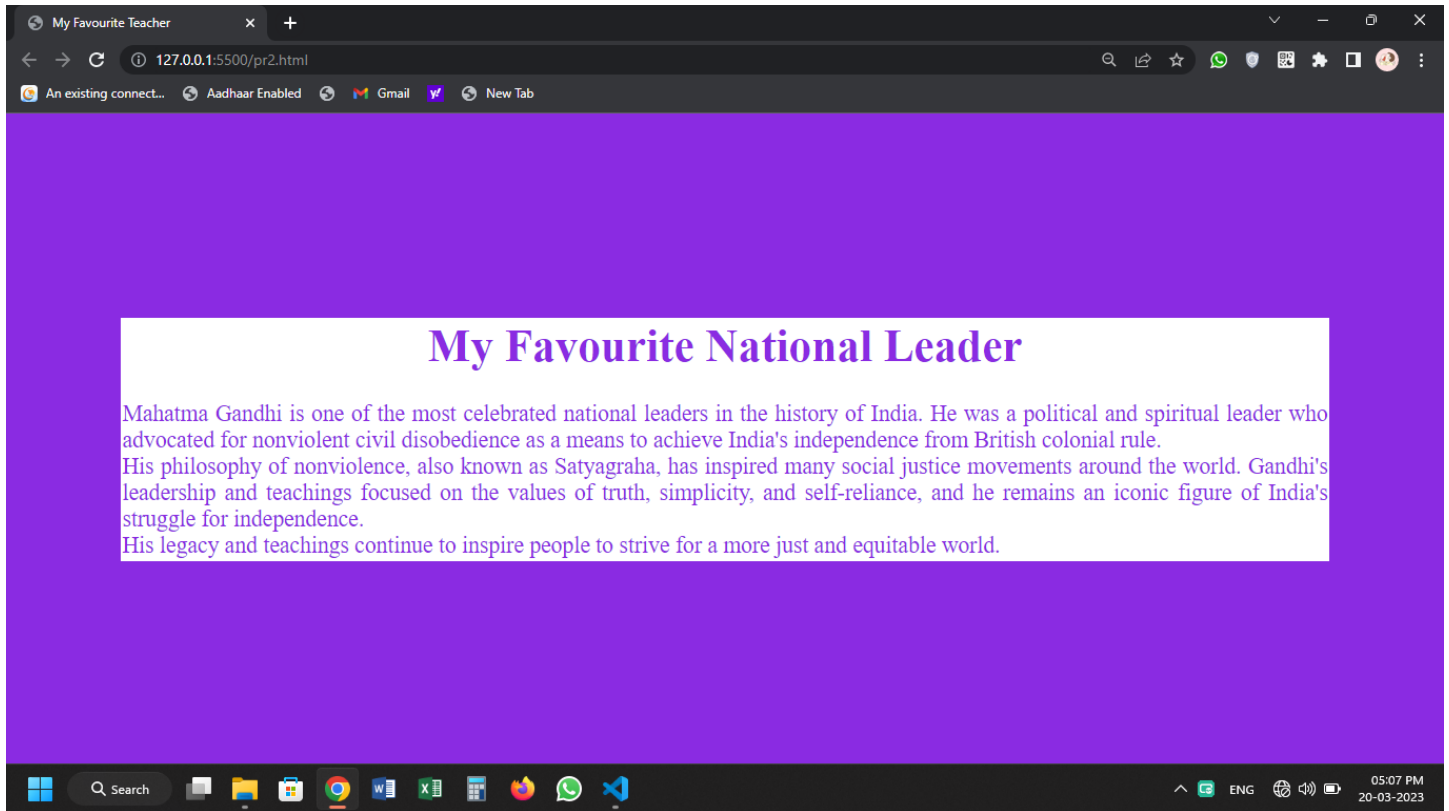 My Favourite Teacher
127.0.0.1:5500/pr2.html
An existing connect... Aadhaar Enabled Gmail New Tab
My Favourite National Leader
Mahatma Gandhi is one of the most celebrated national leaders in the history of India. He was a political and spiritual leader who
advocated for nonviolent civil disobedience as a means to achieve India's independence from British colonial rule.
His philosophy of nonviolence, also known as Satyagraha, has inspired many social justice movements around the world. Gandhi's
leadership and teachings focused on the values of truth, simplicity, and self-reliance, and he remains an iconic figure of India's
struggle for independence.
His legacy and teachings continue to inspire people to strive for a more just and equitable world.
Search ENG 05:07 PM
20-03-2023